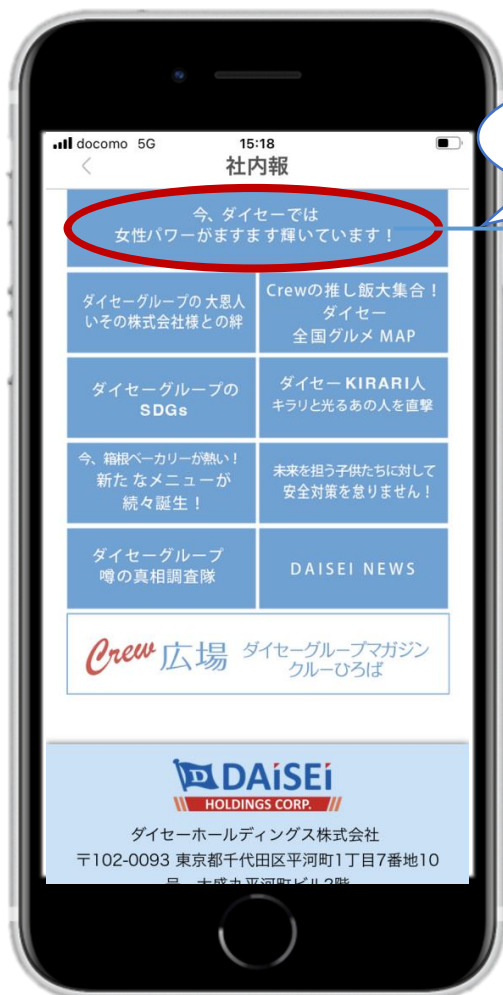 docomo 5G 15:18
社内報
今、ダイセーでは
女性パワーがますます輝いています！
ダイセーグループの 大恩人
いその株式会社様との絆
Crewの推し飯大集合！
ダイセー
全国グルメ MAP
ダイセーグループの
SDGs
ダイセー KIRARI人
キラリと光るあの人を直撃
今、箱根ベーカリーが熱い！
新た なメニューが
続々誕生！
未来を担う子供たちに対して
安全対策を怠りません！
ダイセーグループ
噂の真相調査隊
DAISEI NEWS
Crew 広場
ダイセーグループマガジン
クルーひろば
DAiSEi
HOLDINGS CORP.
ダイセーホールディングス株式会社
〒102-0093 東京都千代田区平河町1丁目7番地10